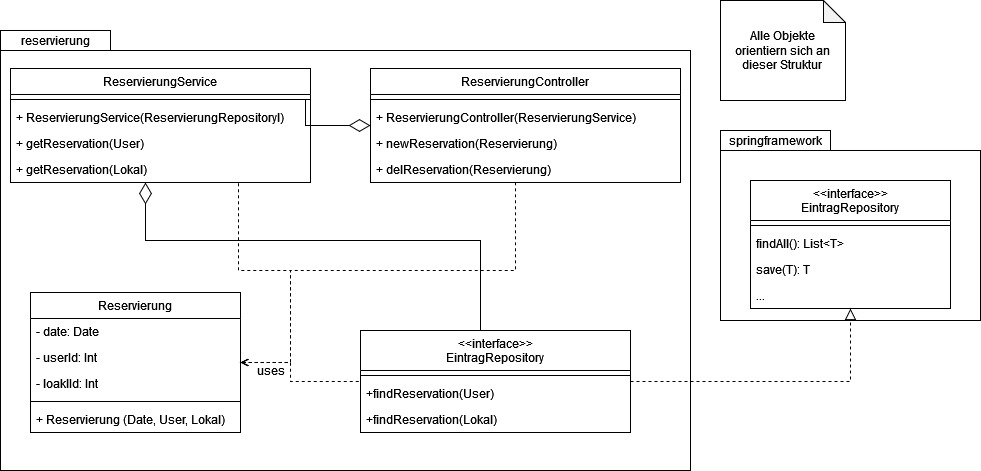 reservierung
ReservierungService
+ ReservierungService(ReservierungRepositoryI)
+ getReservation(User)
+ getReservation(Lokal)
ReservierungController
+ ReservierungController(ReservierungService)
+ newReservation(Reservierung)
+ delReservation(Reservierung)
Alle Objekte
orientiern sich an
dieser Struktur
springframework
<<interface>>
EintragRepository
findAll(): List<T>
save(T): T
...
Reservierung
- date: Date
- userId: Int
- loaklId: Int
+ Reservierung (Date, User, Lokal)
uses
<<interface>>
EintragRepository
+findReservation(User)
+findReservation(Lokal)